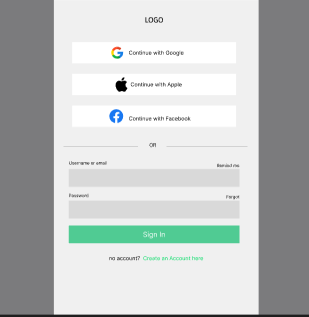 LOGO
Continue with Google
Continue with Apple
Continue with Facebook
OR
Username or email
Remind me
Password
Forgot
Sign In
no account? Create an Account here